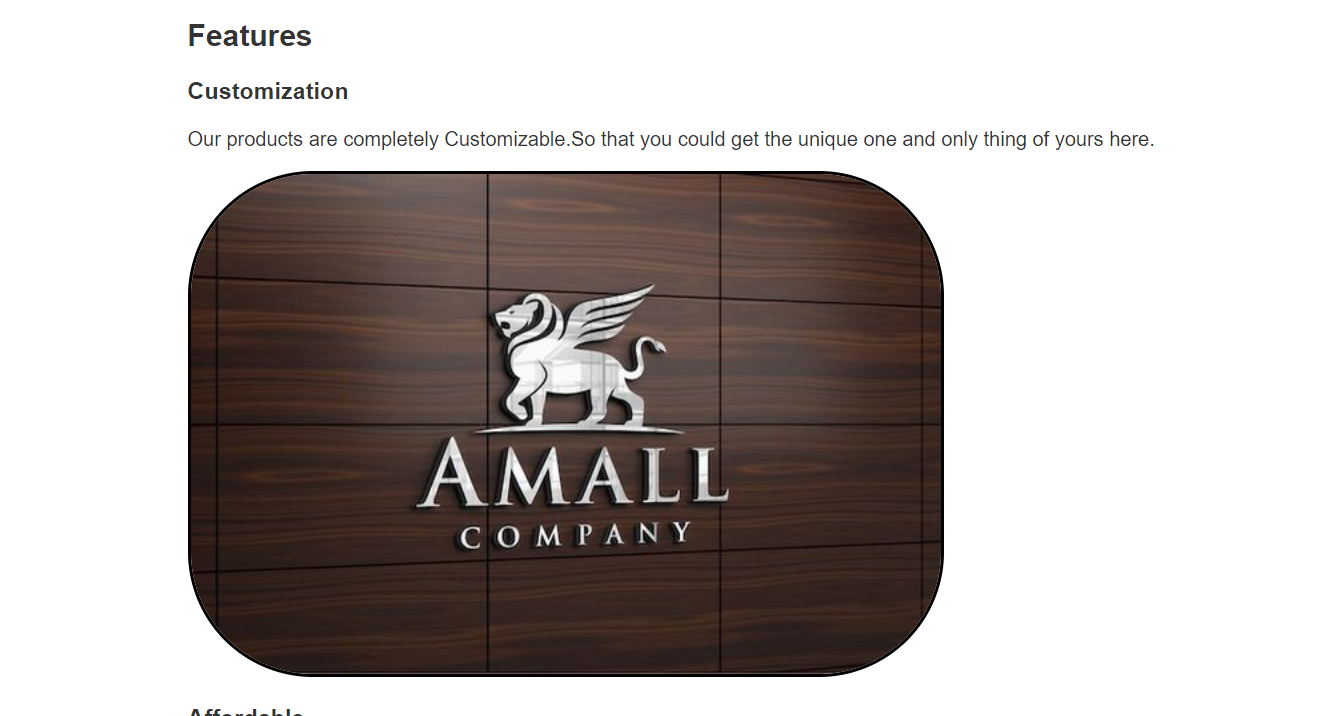 Features
Customization
Our products are completely Customizable.So that you could get the unique one and only thing of yours here.
AMALL
COMPANY
Affordable